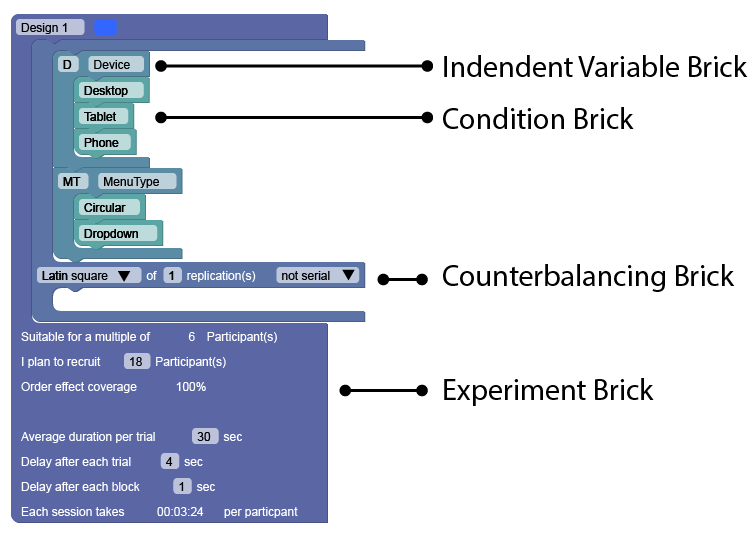 Design 1
D Device
Indendent Variable Brick
Desktop
Tablet
Condition Brick
Phone
MT MenuType
Circular
Dropdown
Latin square ▼ of 1 replication(s) not serial ▼
Counterbalancing Brick
Suitable for a multiple of 6 Participant(s)
I plan to recruit 18 Participant(s)
Order effect coverage 100%
Experiment Brick
Average duration per trial 30 sec
Delay after each trial 4 sec
Delay after each block 1 sec
Each session takes 00:03:24 per particpant